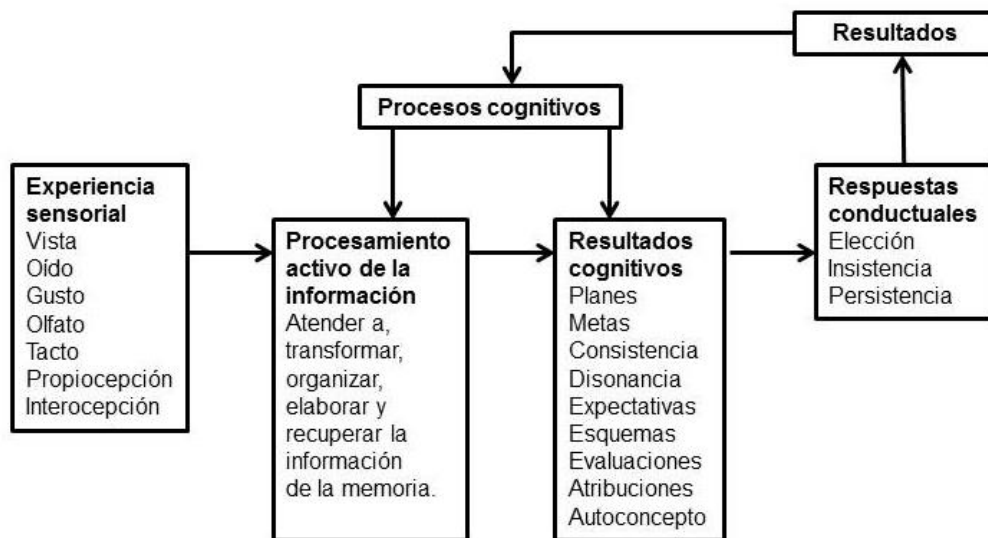 Resultados
Procesos cognitivos
Experiencia
sensorial
Vista
Oído
Gusto
Olfato
Tacto
Propiocepción
Interocepción
Procesamiento
activo de la
información
Atender a,
transformar,
organizar,
elaborar y
recuperar la
información
de la memoria.
Resultados
cognitivos
Planes
Metas
Consistencia
Disonancia
Expectativas
Esquemas
Evaluaciones
Atribuciones
Autoconcepto
Respuestas
conductuales
Elección
Insistencia
Persistencia